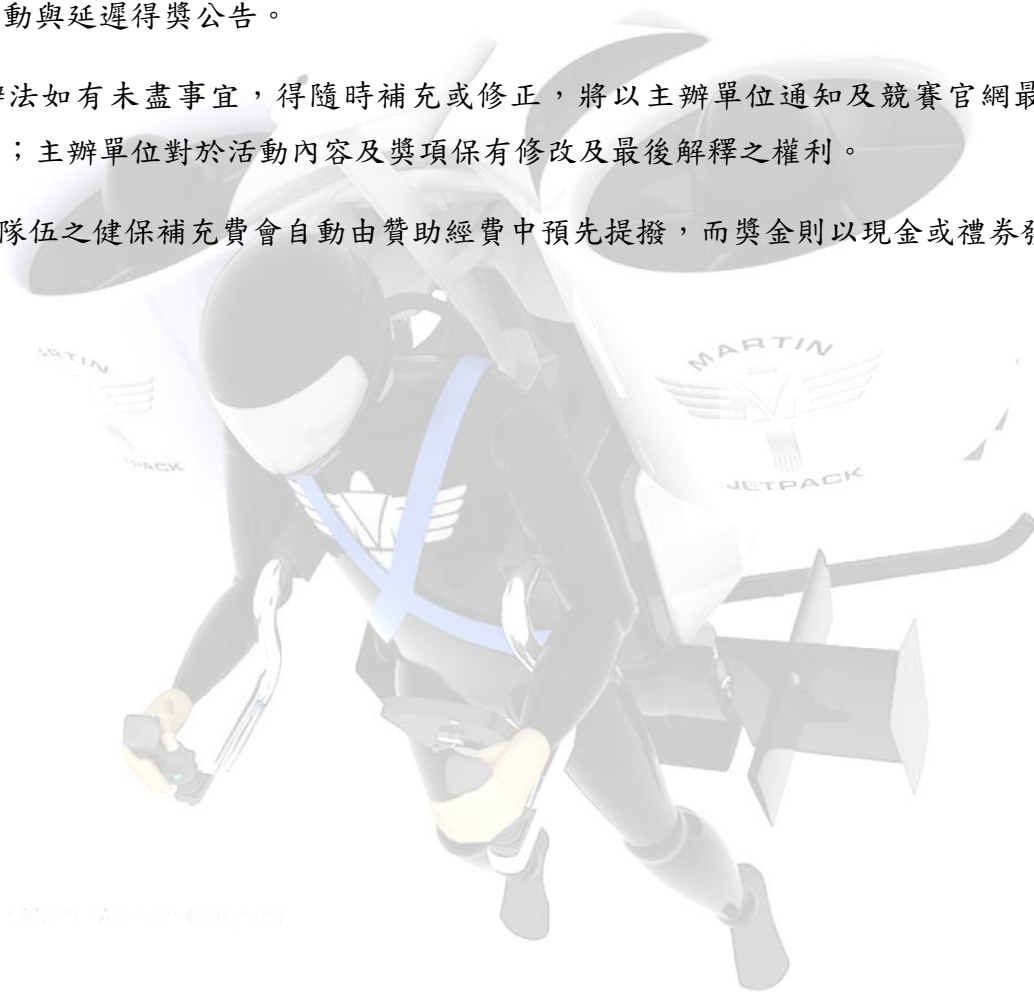 動與延遲得獎公告。
辦法如有未盡事宜，得隨時補充或修正，將以主辦單位通知及競賽官網最
；主辦單位對於活動內容及獎項保有修改及最後解釋之權利。
隊伍之健保補充費會自動由贊助經費中預先提撥，而獎金則以現金或禮券發
MARTIN
JETPACK